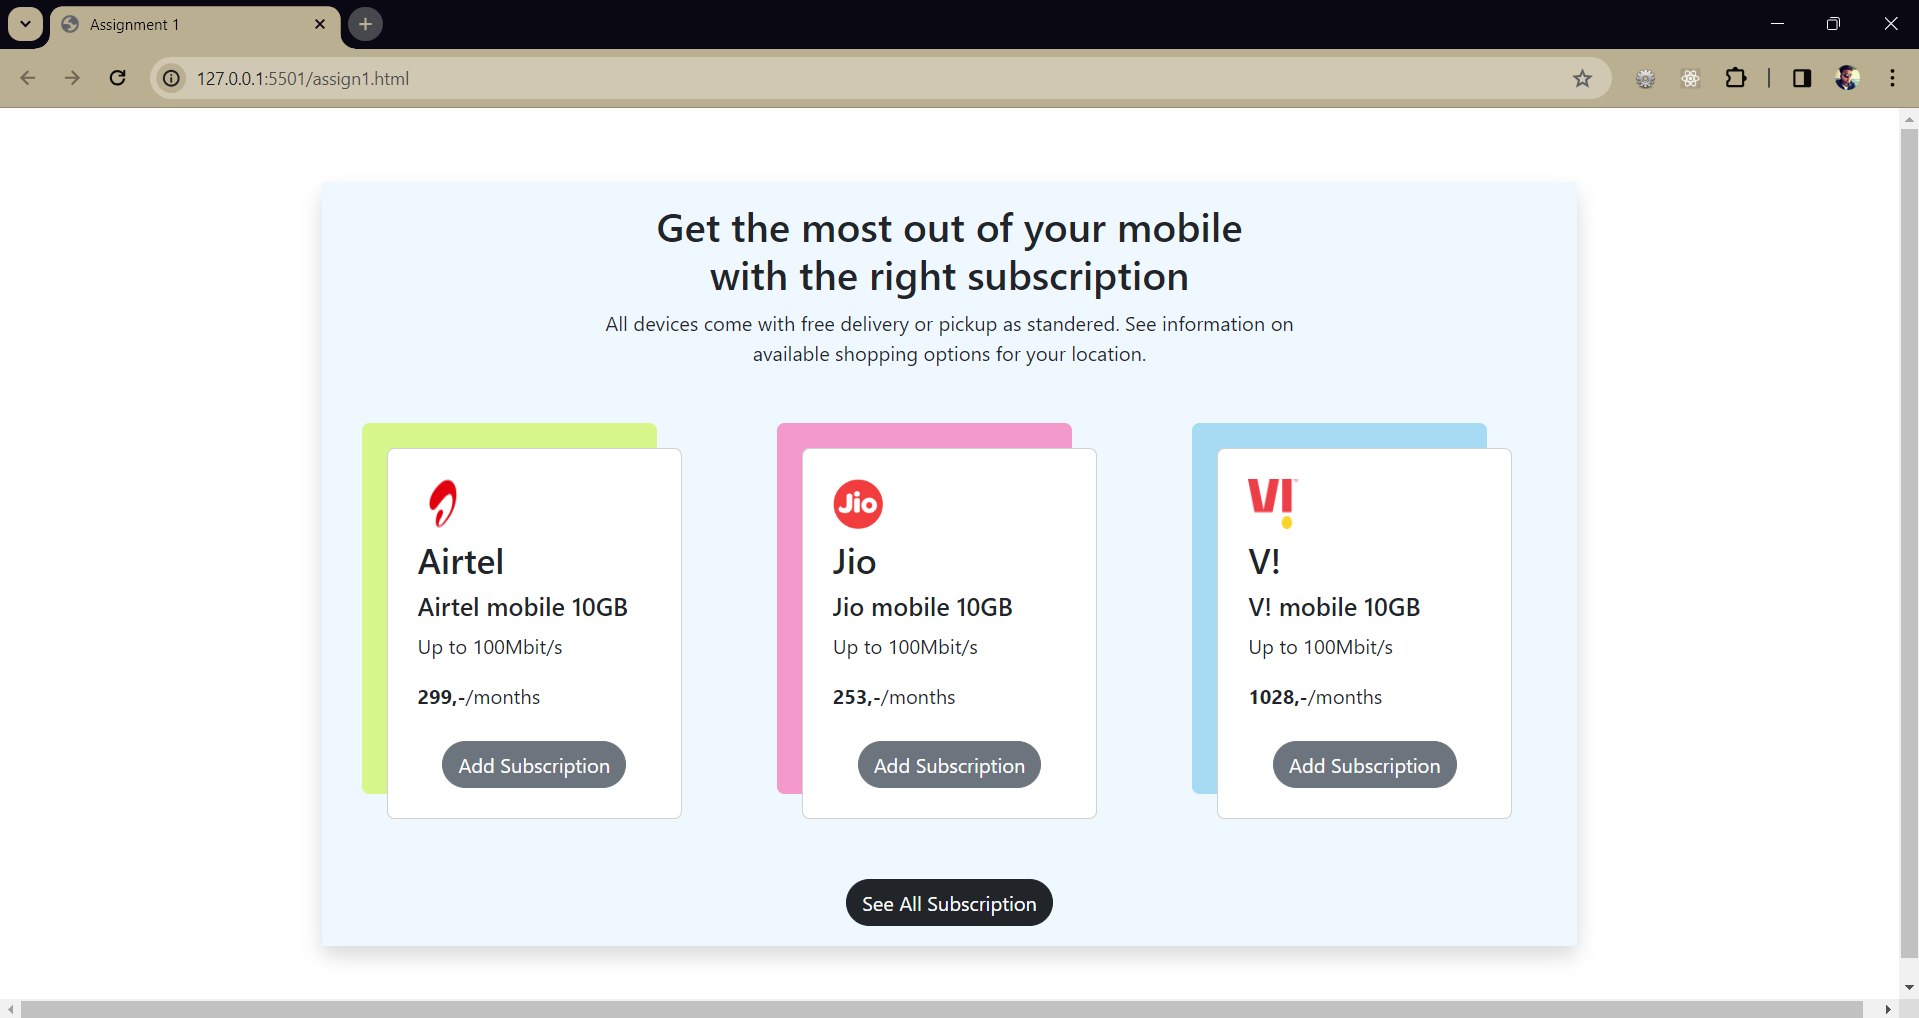 Assignment 1
127.0.0.1:5501/assign1.html
Get the most out of your mobile
with the right subscription
All devices come with free delivery or pickup as standered. See information on
available shopping options for your location.
Jio
VI
Airtel
Airtel mobile 10GB
Up to 100Mbit/s
299,-/months
Add Subscription
Jio
Jio mobile 10GB
Up to 100Mbit/s
253,-/months
Add Subscription
V!
V! mobile 10GB
Up to 100Mbit/s
1028,-/months
Add Subscription
See All Subscription